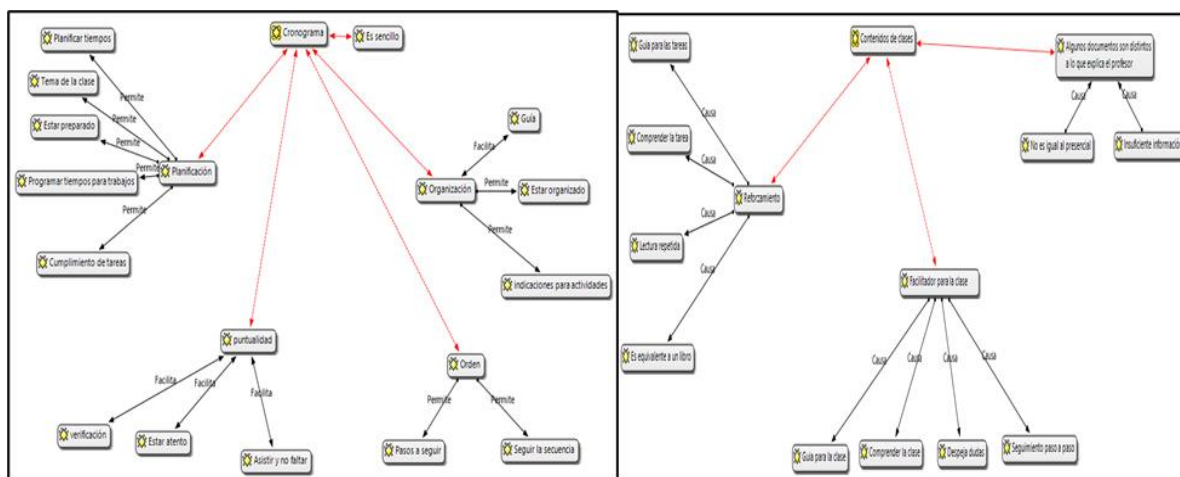 Cronograma
Es sencillo
Planificar tiempos
Permite
Tema de la clase
Permite
Estar preparado
Permite
Programar tiempos para trabajos
Permite
Planificación
Permite
Cumplimiento de tareas
Guía
Facilita
Organización
Permite
Estar organizado
Permite
indicaciones para actividades
puntualidad
Facilita
Facilita
Facilita
verificación
Estar atento
Asistir y no faltar
Orden
Permite
Permite
Pasos a seguir
Seguir la secuencia
Contenidos de clases
Algunos documentos son distintos
a lo que explica el profesor
Causa
Causa
No es igual al presencial
Insuficiente información
Guia para las tareas
Causa
Comprender la tarea
Causa
Reforzamiento
Causa
Lectura repetida
Causa
Es equivalente a un libro
Facilitador para la clase
Causa
Causa
Causa
Causa
Guia para la clase
Comprender la clase
Despeja dudas
Seguimiento paso a paso